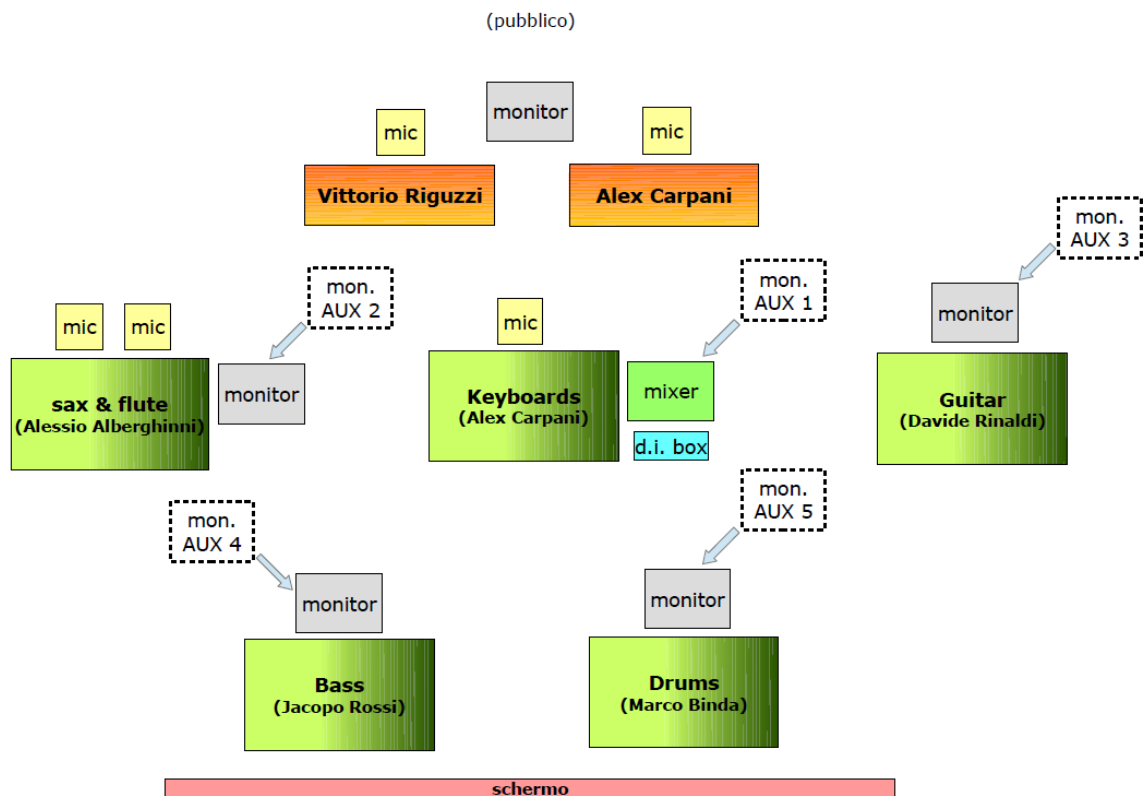 (pubblico)
monitor
mic
mic
Vittorio Riguzzi
Alex Carpani
mon.
AUX 3
mon.
AUX 2
mon.
AUX 1
mic
mic
mic
monitor
monitor
mixer
sax & flute
(Alessio Alberghinni)
Keyboards
(Alex Carpani)
Guitar
(Davide Rinaldi)
d.i. box
mon.
AUX 4
mon.
AUX 5
monitor
monitor
Bass
(Jacopo Rossi)
Drums
(Marco Binda)
schermo